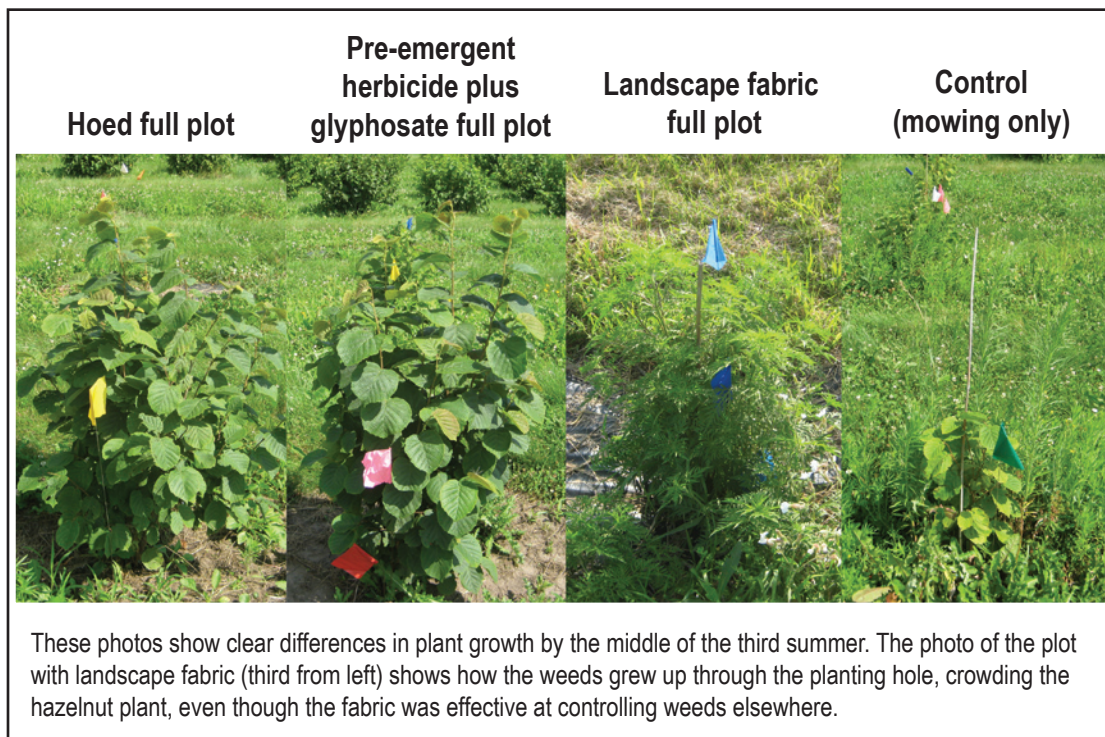 Hoed full plot
Pre-emergent
herbicide plus
glyphosate full plot
Landscape fabric
full plot
Control
(mowing only)
These photos show clear differences in plant growth by the middle of the third summer. The photo of the plot
with landscape fabric (third from left) shows how the weeds grew up through the planting hole, crowding the
hazelnut plant, even though the fabric was effective at controlling weeds elsewhere.